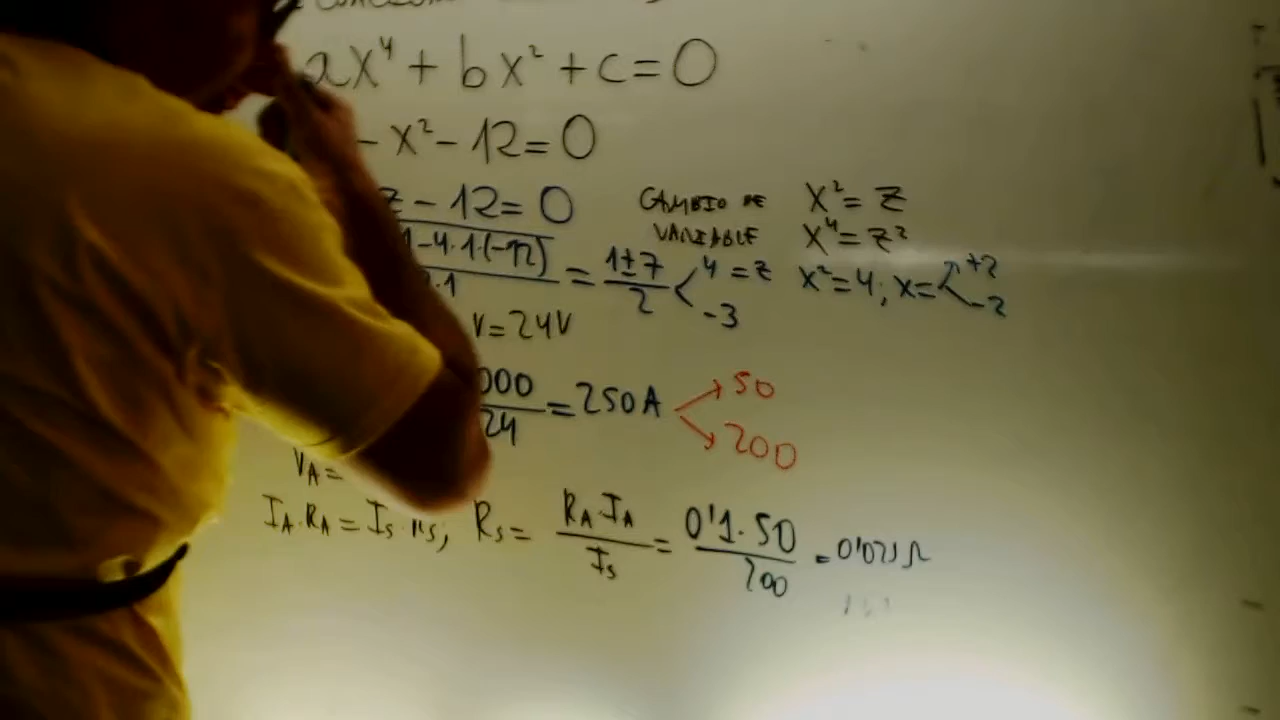 ax⁴ + bx² + c = 0
- x² - 12 = 0
z - 12 = 0 CAMBIO DE x² = z
VARIABLE x⁴ = z²
1-4·1·(-12) = 1±7 4 = z x² = 4; x = +2
·1 2 -3 -2
V = 24V
000 = 250A 50
24 200
VA =
IA·RA = IS·RS; RS = RA·IA = 0'1·50 = 0'025Ω
IS 200